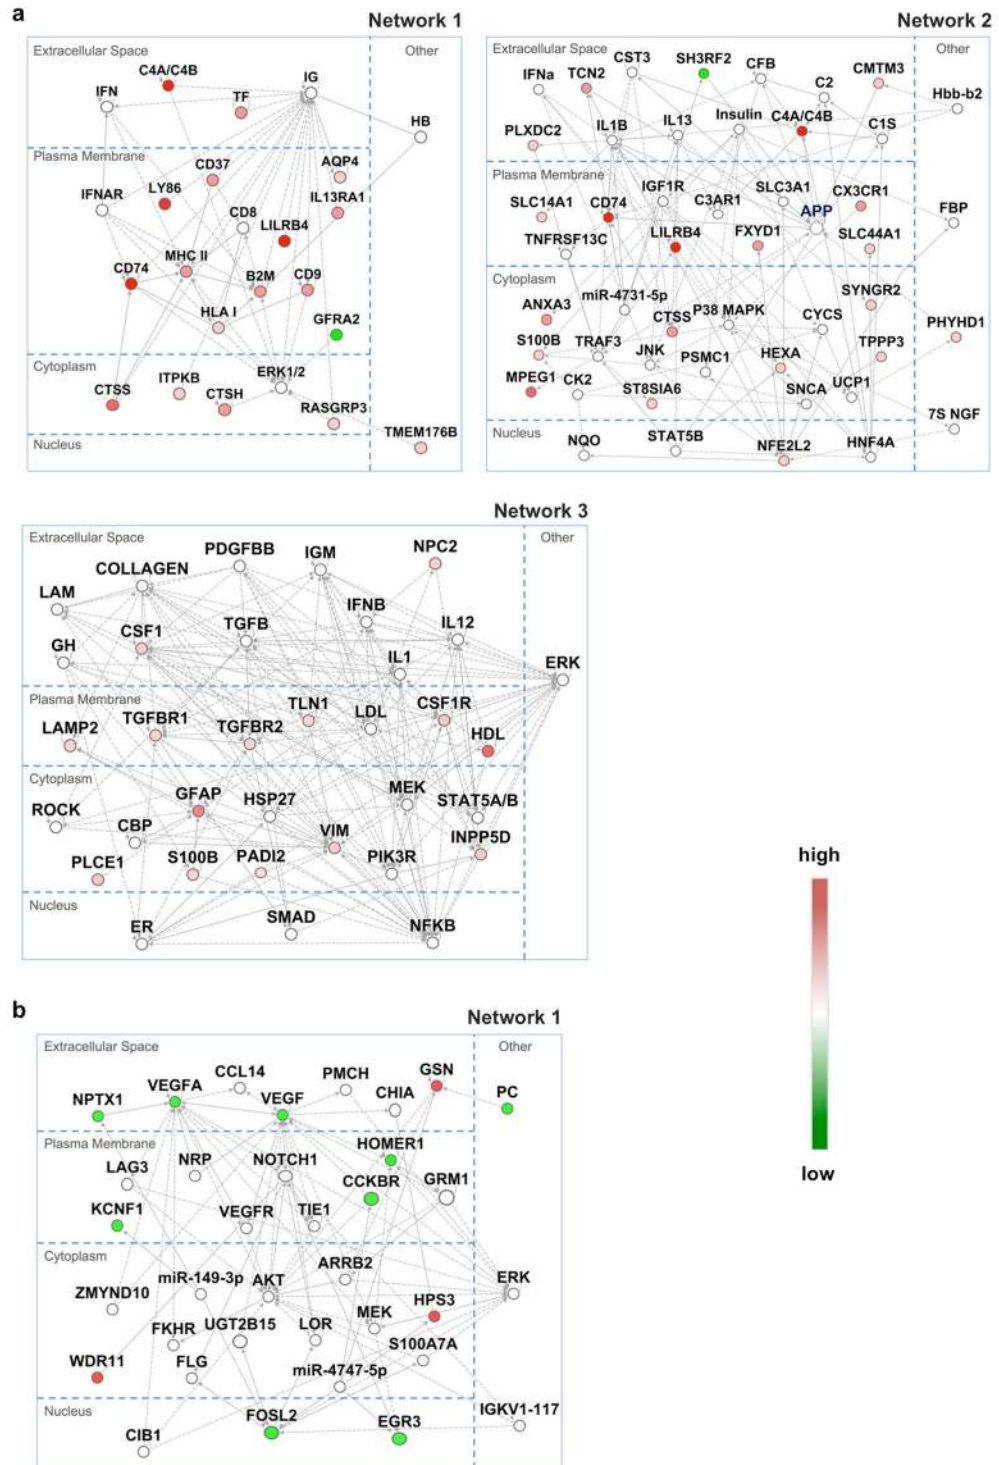 a
Network 1
Extracellular Space
Other
C4A/C4B
IG
IFN
TF
HB
Plasma Membrane
CD37
AQP4
IFNAR
LY86
IL13RA1
CD8
LILRB4
MHC II
CD74
B2M
CD9
HLA I
GFRA2
Cytoplasm
ERK1/2
CTSS
ITPKB
CTSH
RASGRP3
Nucleus
TMEM176B
Network 2
Extracellular Space
Other
CST3
SH3RF2
CFB
IFNa
TCN2
CMTM3
C2
Hbb-b2
IL1B
IL13
Insulin
C4A/C4B
PLXDC2
C1S
Plasma Membrane
IGF1R
SLC3A1
SLC14A1
CD74
C3AR1
APP
CX3CR1
FBP
TNFRSF13C
LILRB4
FXYD1
SLC44A1
Cytoplasm
miR-4731-5p
SYNGR2
ANXA3
P38 MAPK
CTSS
CYCS
PHYHD1
S100B
TRAF3
JNK
PSMC1
HEXA
TPPP3
MPEG1
CK2
ST8SIA6
SNCA
UCP1
7S NGF
Nucleus
NQO
STAT5B
NFE2L2
HNF4A
Network 3
Extracellular Space
Other
PDGFBB
IGM
NPC2
COLLAGEN
LAM
IFNB
CSF1
TGFB
IL12
GH
IL1
ERK
Plasma Membrane
TLN1
CSF1R
LAMP2
TGFBR1
TGFBR2
LDL
HDL
Cytoplasm
GFAP
HSP27
MEK
STAT5A/B
ROCK
CBP
VIM
INPP5D
PLCE1
S100B
PADI2
PIK3R
Nucleus
ER
SMAD
NFKB
high
low
b
Network 1
Extracellular Space
Other
CCL14
PMCH
GSN
NPTX1
VEGFA
VEGF
CHIA
PC
Plasma Membrane
HOMER1
LAG3
NRP
NOTCH1
CCKBR
GRM1
KCNF1
VEGFR
TIE1
Cytoplasm
ARRB2
miR-149-3p
AKT
ERK
ZMYND10
HPS3
MEK
FKHR
UGT2B15
LOR
S100A7A
WDR11
FLG
miR-4747-5p
Nucleus
FOSL2
EGR3
IGKV1-117
CIB1